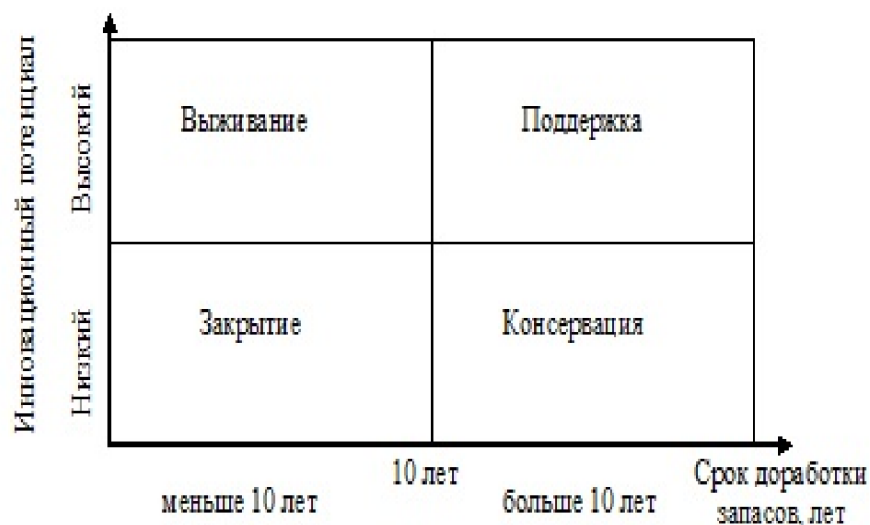 Инновационный потенциал
Высокий
Низкий
Выживание
Поддержка
Закрытие
Консервация
10 лет
меньше 10 лет
больше 10 лет
Срок доработки
запасов, лет